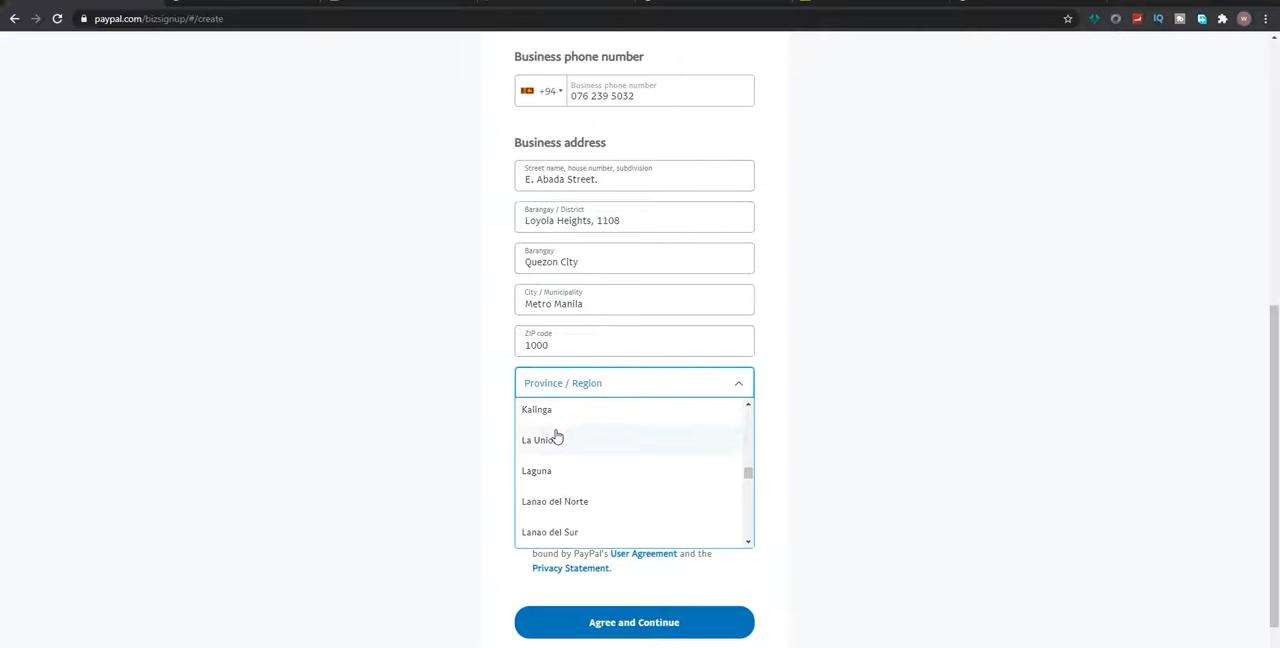 paypal.com/bizsignup/#/create
W
IQ
Business phone number
+94
Business phone number
076 239 5032
Business address
Street name, house number, subdivision
E. Abada Street.
Barangay / District
Loyola Heights, 1108
Barangay
Quezon City
City / Municipality
Metro Manila
ZIP code
1000
Province / Region
Kalinga
La Unio
Laguna
Lanao del Norte
Lanao del Sur
bound by PayPal's User Agreement and the
Privacy Statement.
Agree and Continue